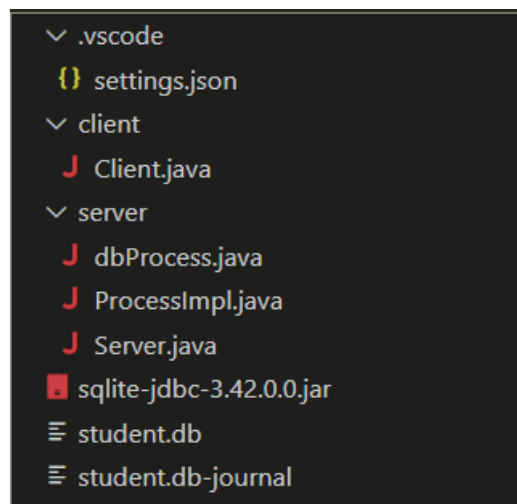 .vscode
{} settings.json
client
J Client.java
server
J dbProcess.java
J ProcessImpl.java
J Server.java
sqlite-jdbc-3.42.0.0.jar
student.db
student.db-journal